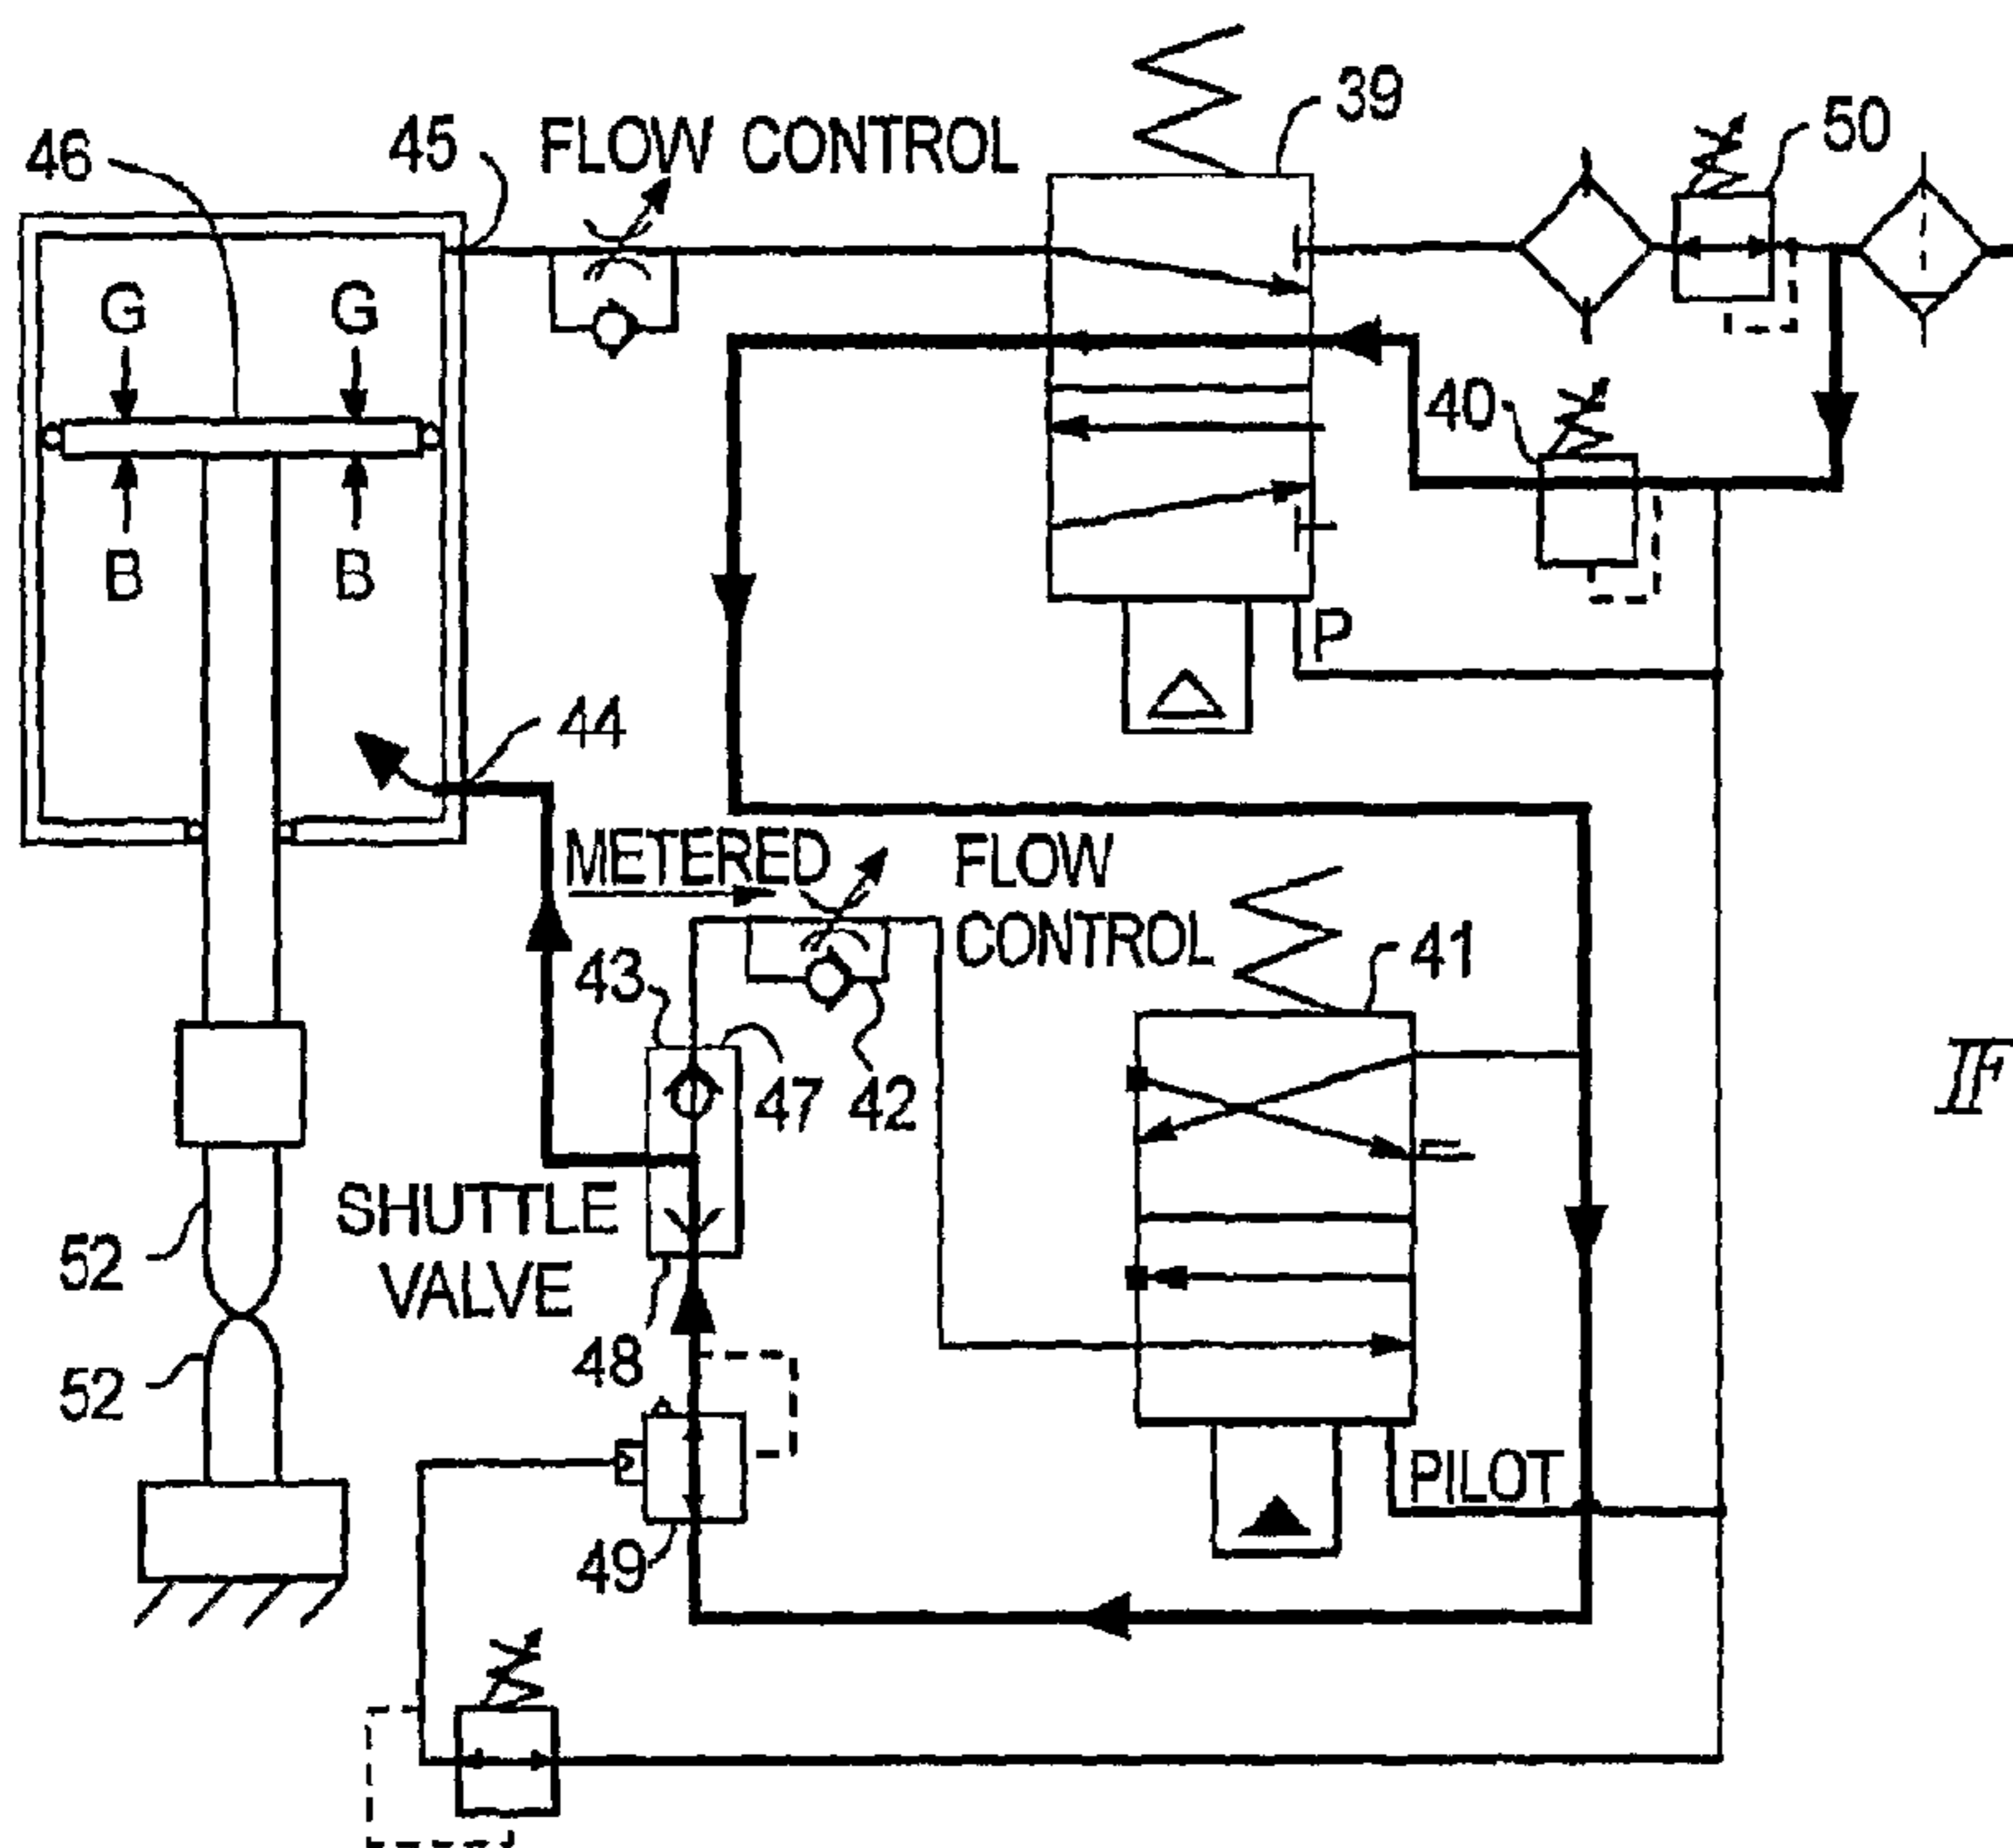 46
45
FLOW CONTROL
39
50
G
G
40
B
B
P
44
METERED
FLOW
CONTROL
43
41
47
42
F
SHUTTLE
VALVE
52
48
52
PILOT
49